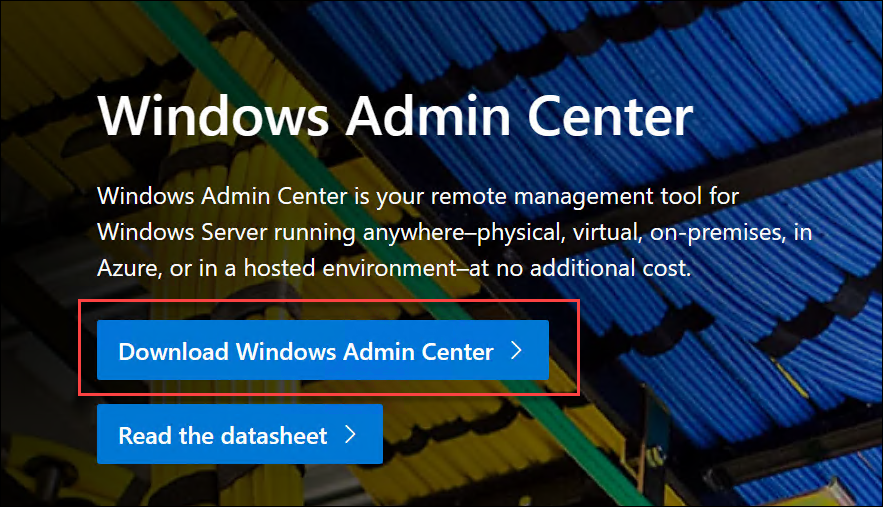 Windows Admin Center
Windows Admin Center is your remote management tool for
Windows Server running anywhere–physical, virtual, on-premises, in
Azure, or in a hosted environment–at no additional cost.
Download Windows Admin Center
Read the datasheet